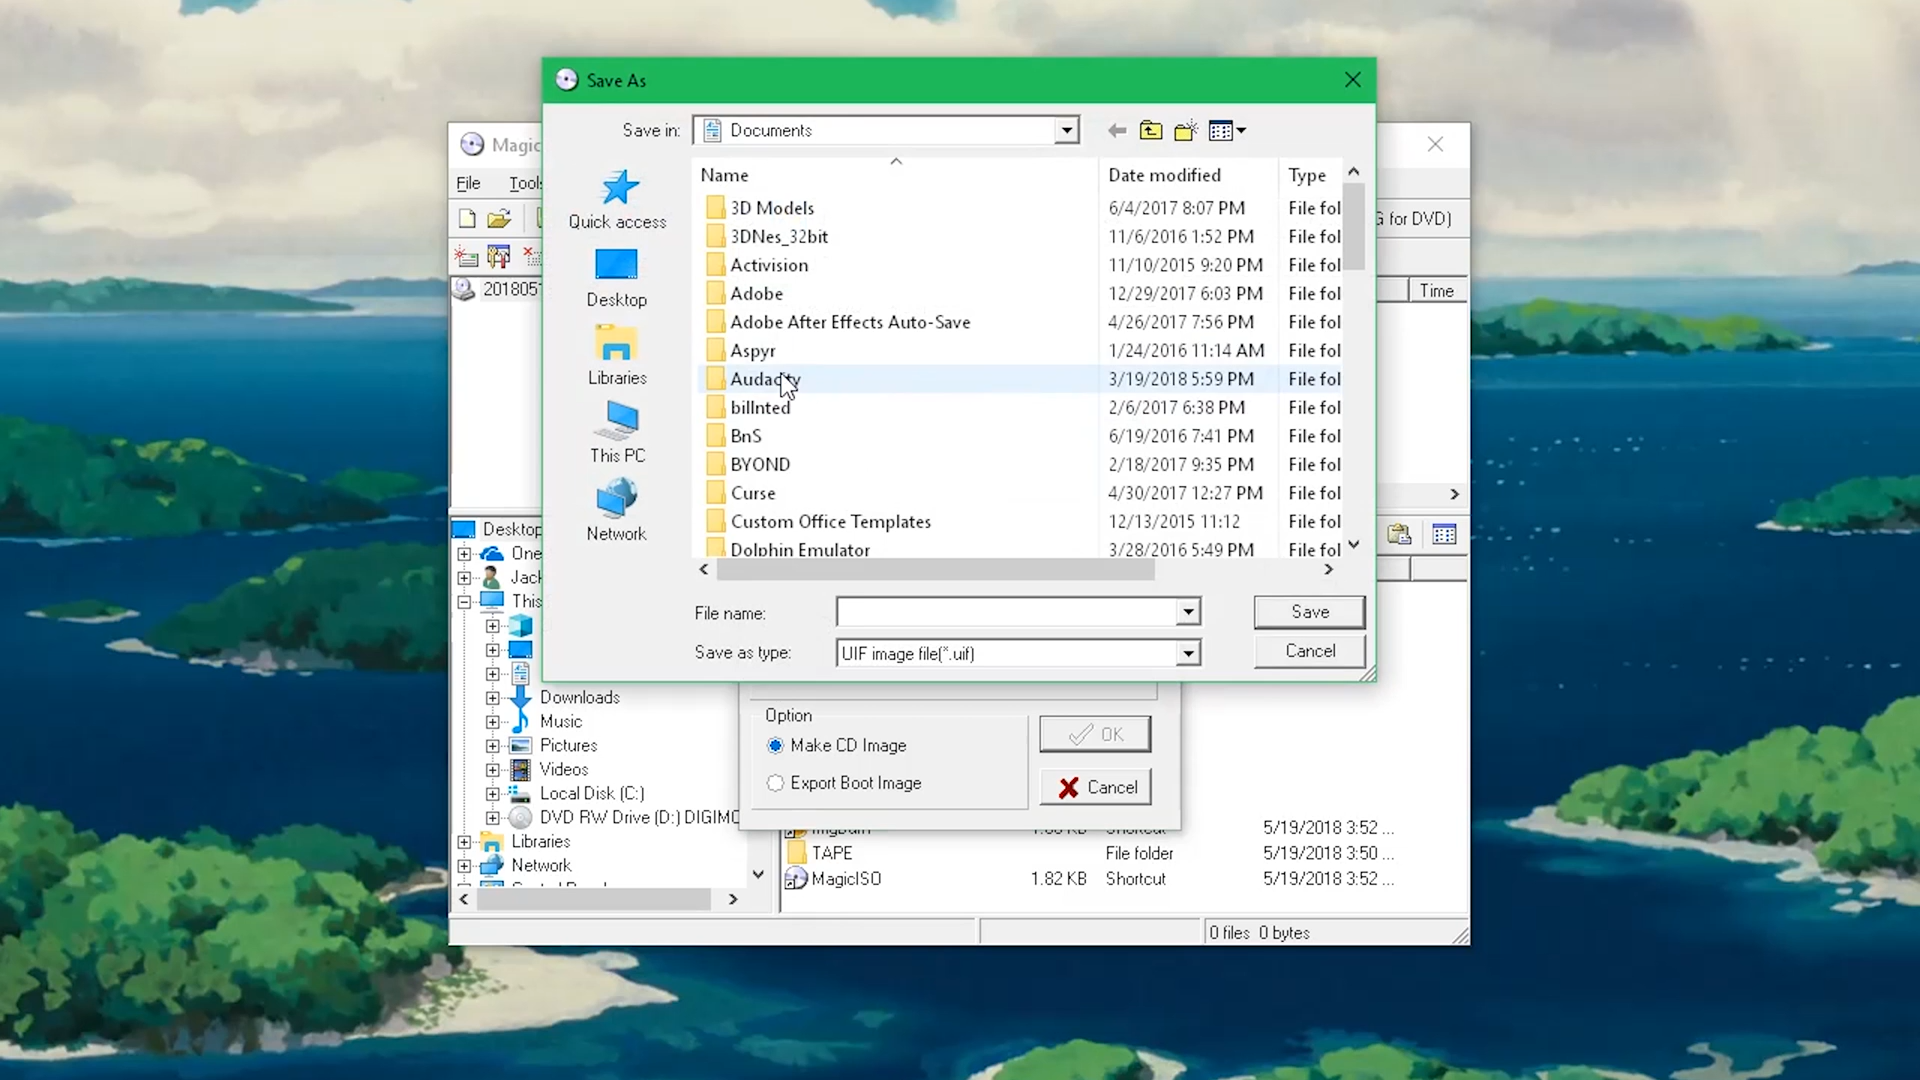 Save As
Save in:
Documents
Magic
File
Tools
G for DVD)
Quick access
Desktop
Libraries
This PC
Network
Name
Date modified
Type
3D Models
6/4/2017 8:07 PM
File fol
3DNes_32bit
11/6/2016 1:52 PM
File fol
Activision
11/10/2015 9:20 PM
File fol
Adobe
12/29/2017 6:03 PM
File fol
Adobe After Effects Auto-Save
4/26/2017 7:56 PM
File fol
Aspyr
1/24/2016 11:14 AM
File fol
Audacity
3/19/2018 5:59 PM
File fol
billnted
2/6/2017 6:38 PM
File fol
BnS
6/19/2016 7:41 PM
File fol
BYOND
2/18/2017 9:35 PM
File fol
Curse
4/30/2017 12:27 PM
File fol
Custom Office Templates
12/13/2015 11:12
File fol
Dolphin Emulator
3/28/2016 5:49 PM
File fol
File name:
Save
Save as type:
UIF image file(*.uif)
Cancel
Time
201805
Desktop
One
Jack
This
Downloads
Music
Pictures
Videos
Local Disk (C:)
DVD RW Drive (D:) DIGIMO
Libraries
Network
Option
Make CD Image
Export Boot Image
OK
Cancel
Shortcut
5/19/2018 3:52 ...
TAPE
File folder
5/19/2018 3:50 ...
MagicISO
1.82 KB
Shortcut
5/19/2018 3:52 ...
0 files 0 bytes